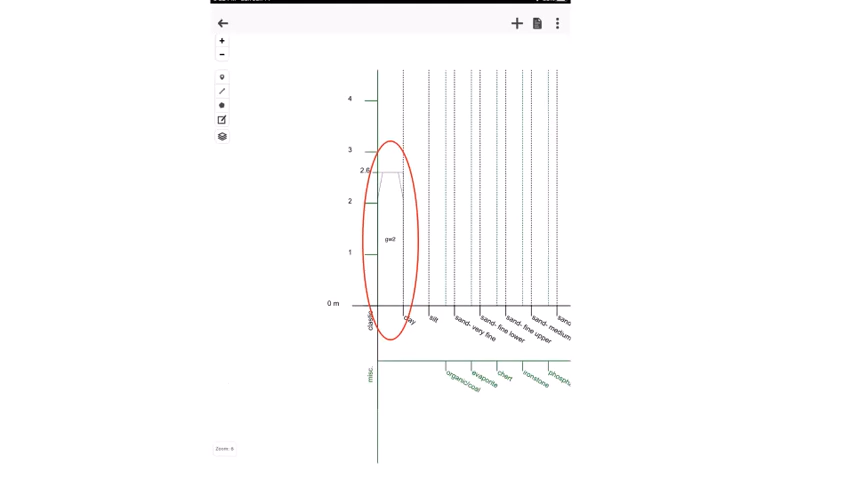 +
−
4
3
2.6
2
gw2
1
0 m
clastic
clay
silt
sand- very fine
sand- fine lower
sand- fine upper
sand- medium
misc.
organic/coal
evaporite
chert
ironstone
Zoom: 8